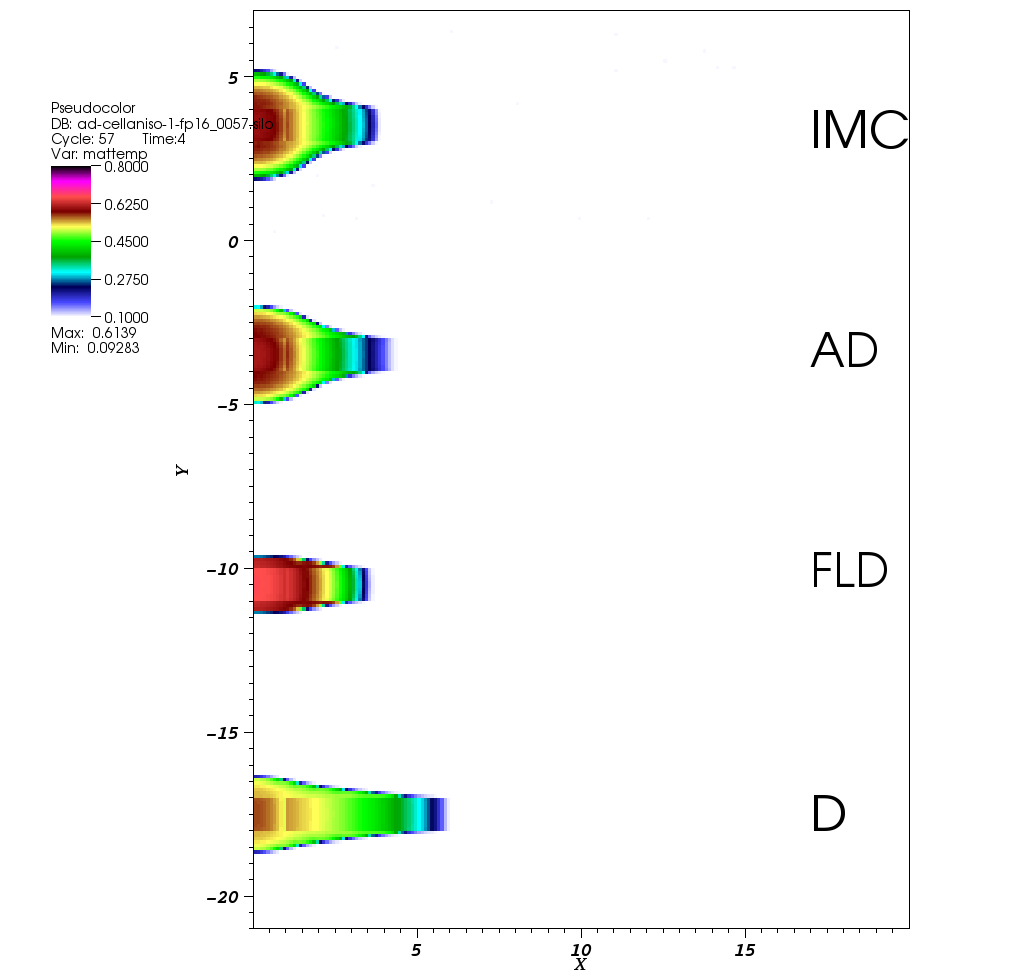 Pseudocolor
DB: ad-cellaniso-1-fp16_0057.silo
Cycle: 57 Time:4
Var: mattemp
0.8000
0.6250
0.4500
0.2750
0.1000
Max: 0.6139
Min: 0.09283
5
0
-5
-10
-15
-20
Y
IMC
AD
FLD
D
5
10
15
X